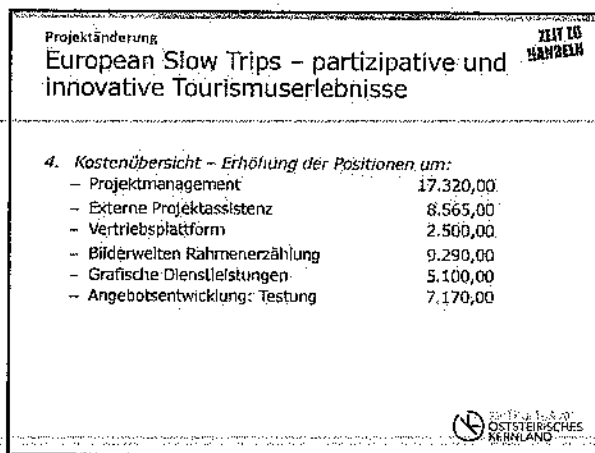 Projektänderung
ZEIT ZU
HANDELN
European Slow Trips – partizipative und
innovative Tourismuserlebnisse
4. Kostenübersicht – Erhöhung der Positionen um:
– Projektmanagement 17.320,00
– Externe Projektassistenz 8.565,00
– Vertriebsplattform 2.500,00
– Bilderwelten Rahmenerzählung 9.290,00
– Grafische Dienstleistungen 5.100,00
– Angebotsentwicklung: Testung 7.170,00
OSTSTEIRISCHES
KERNLAND